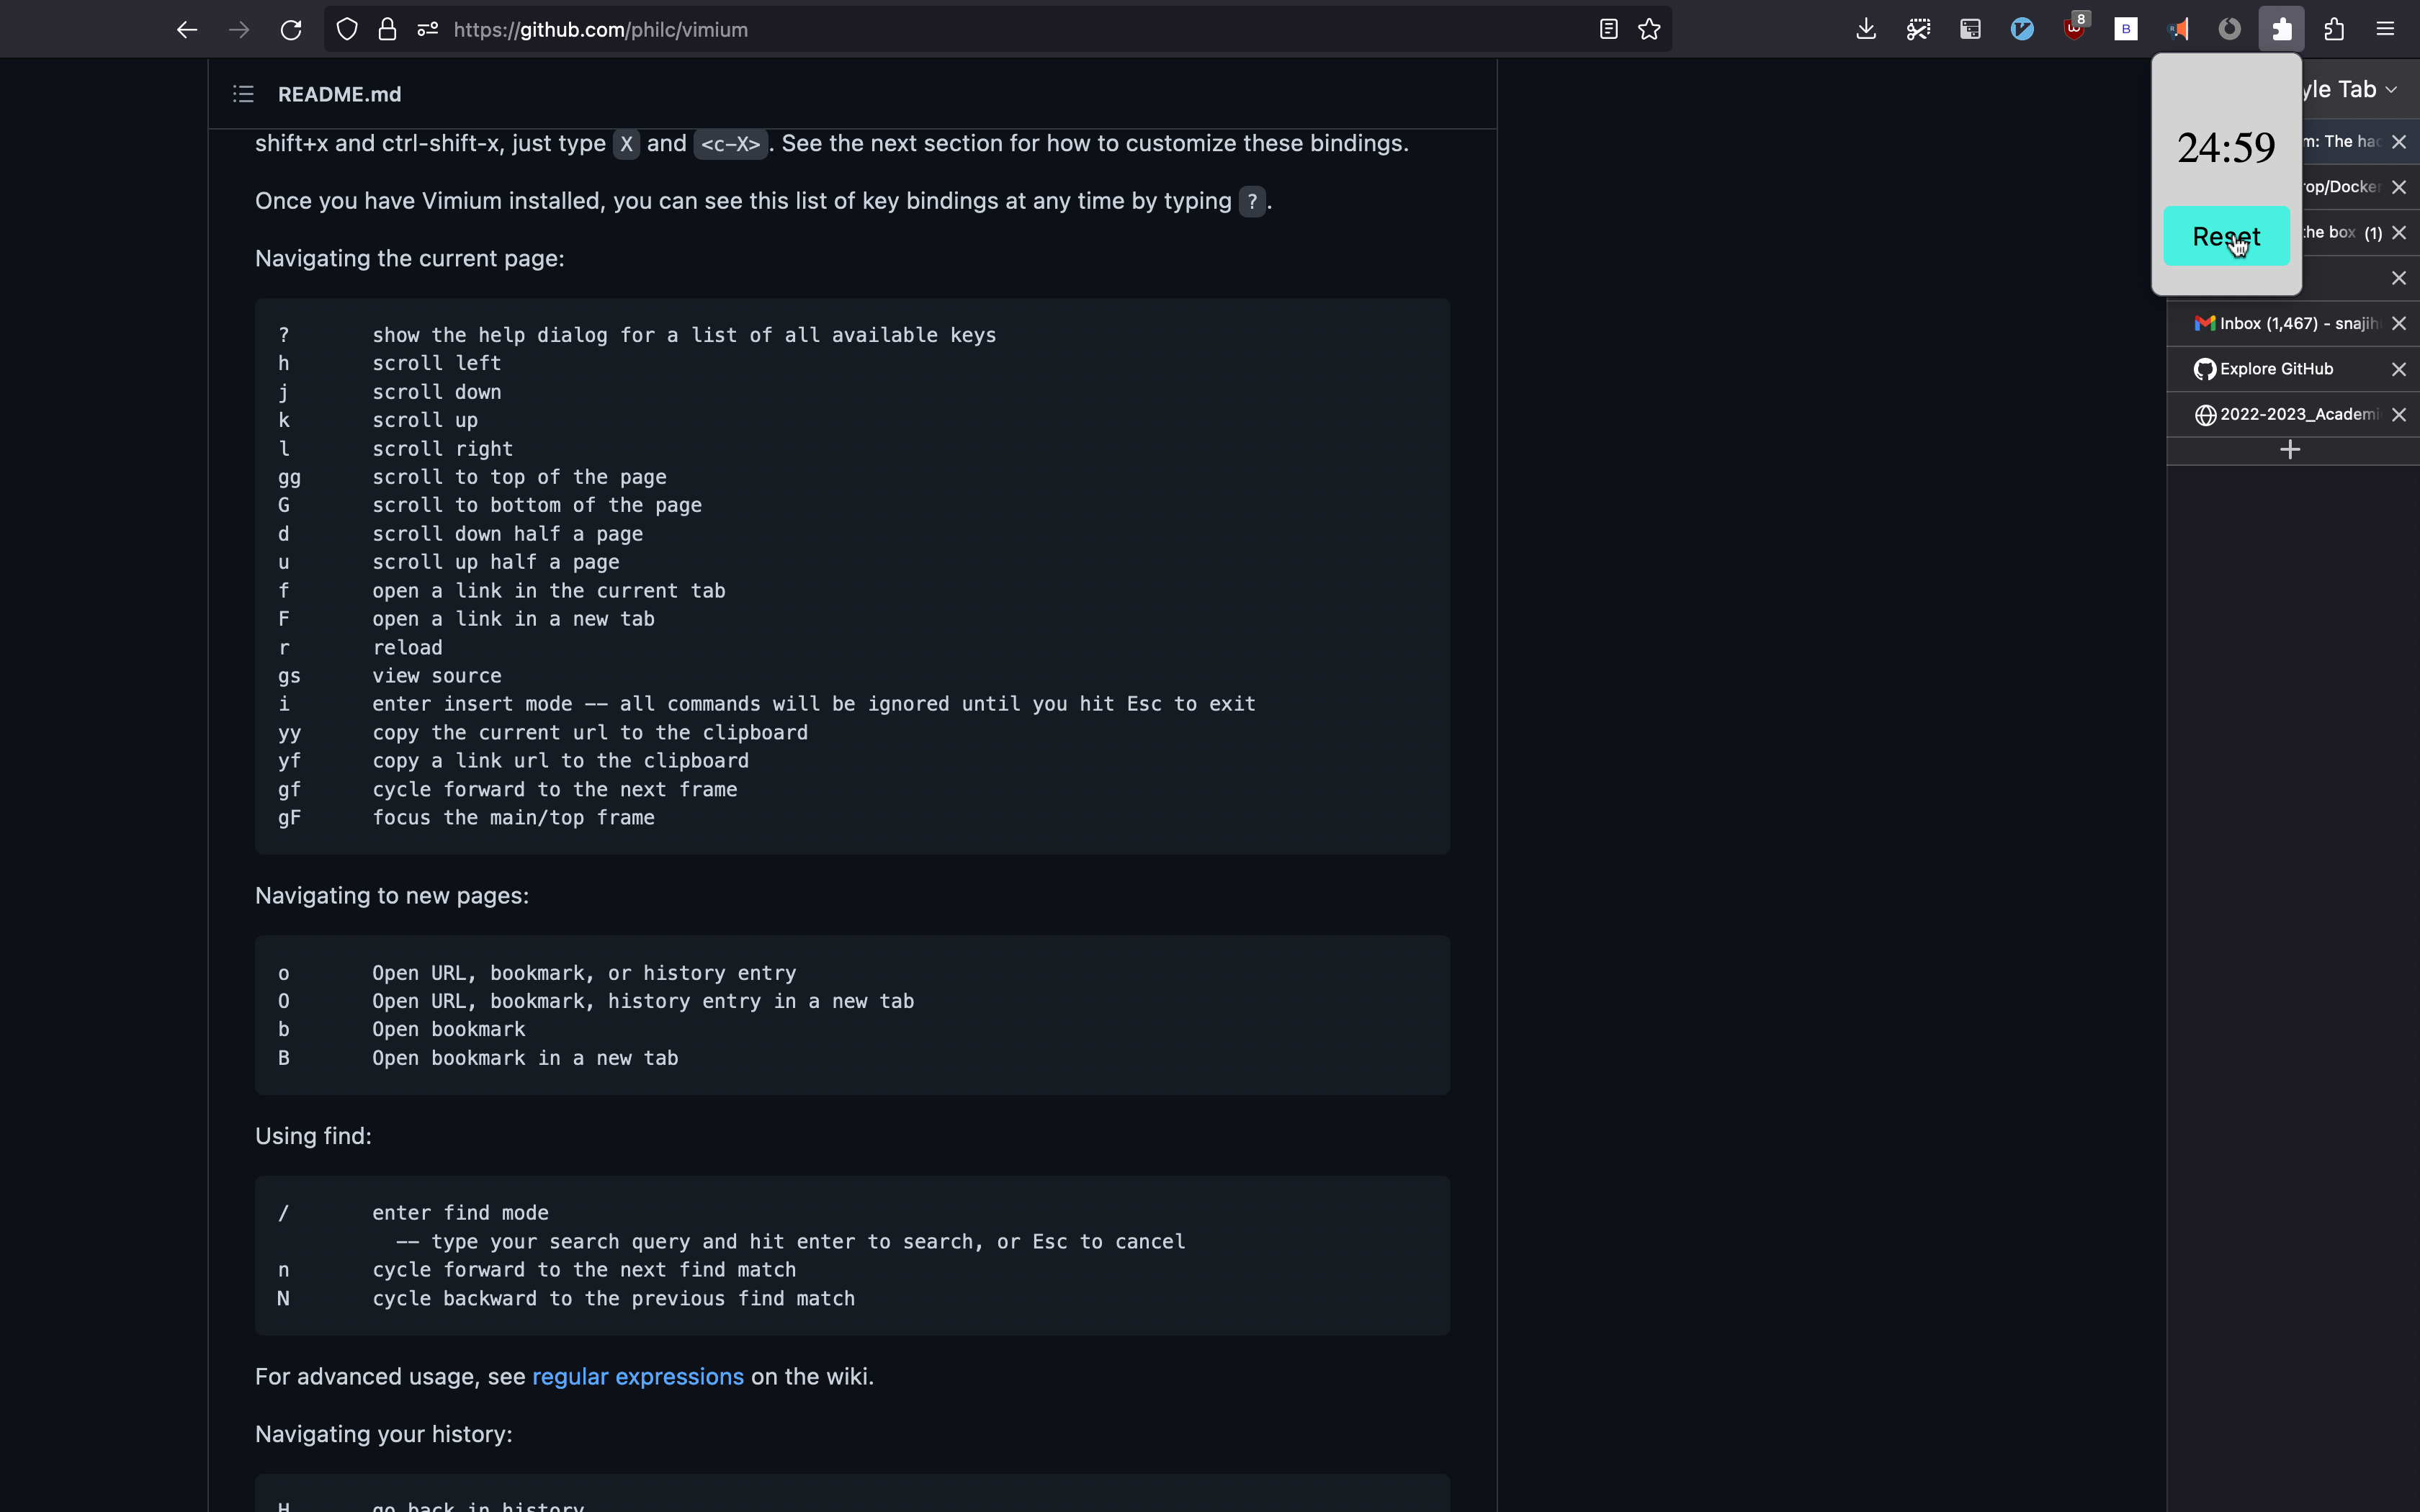 https://github.com/philc/vimium
8
B
README.md
yle Tab
24:59
Reset
m: The hac
rop/Docke
the box (1)
Inbox (1,467) - snajih
Explore GitHub
2022-2023_Academi
shift+x and ctrl-shift-x, just type X and <c-X>. See the next section for how to customize these bindings.
Once you have Vimium installed, you can see this list of key bindings at any time by typing ?.
Navigating the current page:
? show the help dialog for a list of all available keys
h scroll left
j scroll down
k scroll up
l scroll right
gg scroll to top of the page
G scroll to bottom of the page
d scroll down half a page
u scroll up half a page
f open a link in the current tab
F open a link in a new tab
r reload
gs view source
i enter insert mode -- all commands will be ignored until you hit Esc to exit
yy copy the current url to the clipboard
yf copy a link url to the clipboard
gf cycle forward to the next frame
gF focus the main/top frame
Navigating to new pages:
o Open URL, bookmark, or history entry
O Open URL, bookmark, history entry in a new tab
b Open bookmark
B Open bookmark in a new tab
Using find:
/ enter find mode
-- type your search query and hit enter to search, or Esc to cancel
n cycle forward to the next find match
N cycle backward to the previous find match
For advanced usage, see regular expressions on the wiki.
Navigating your history:
H go back in history